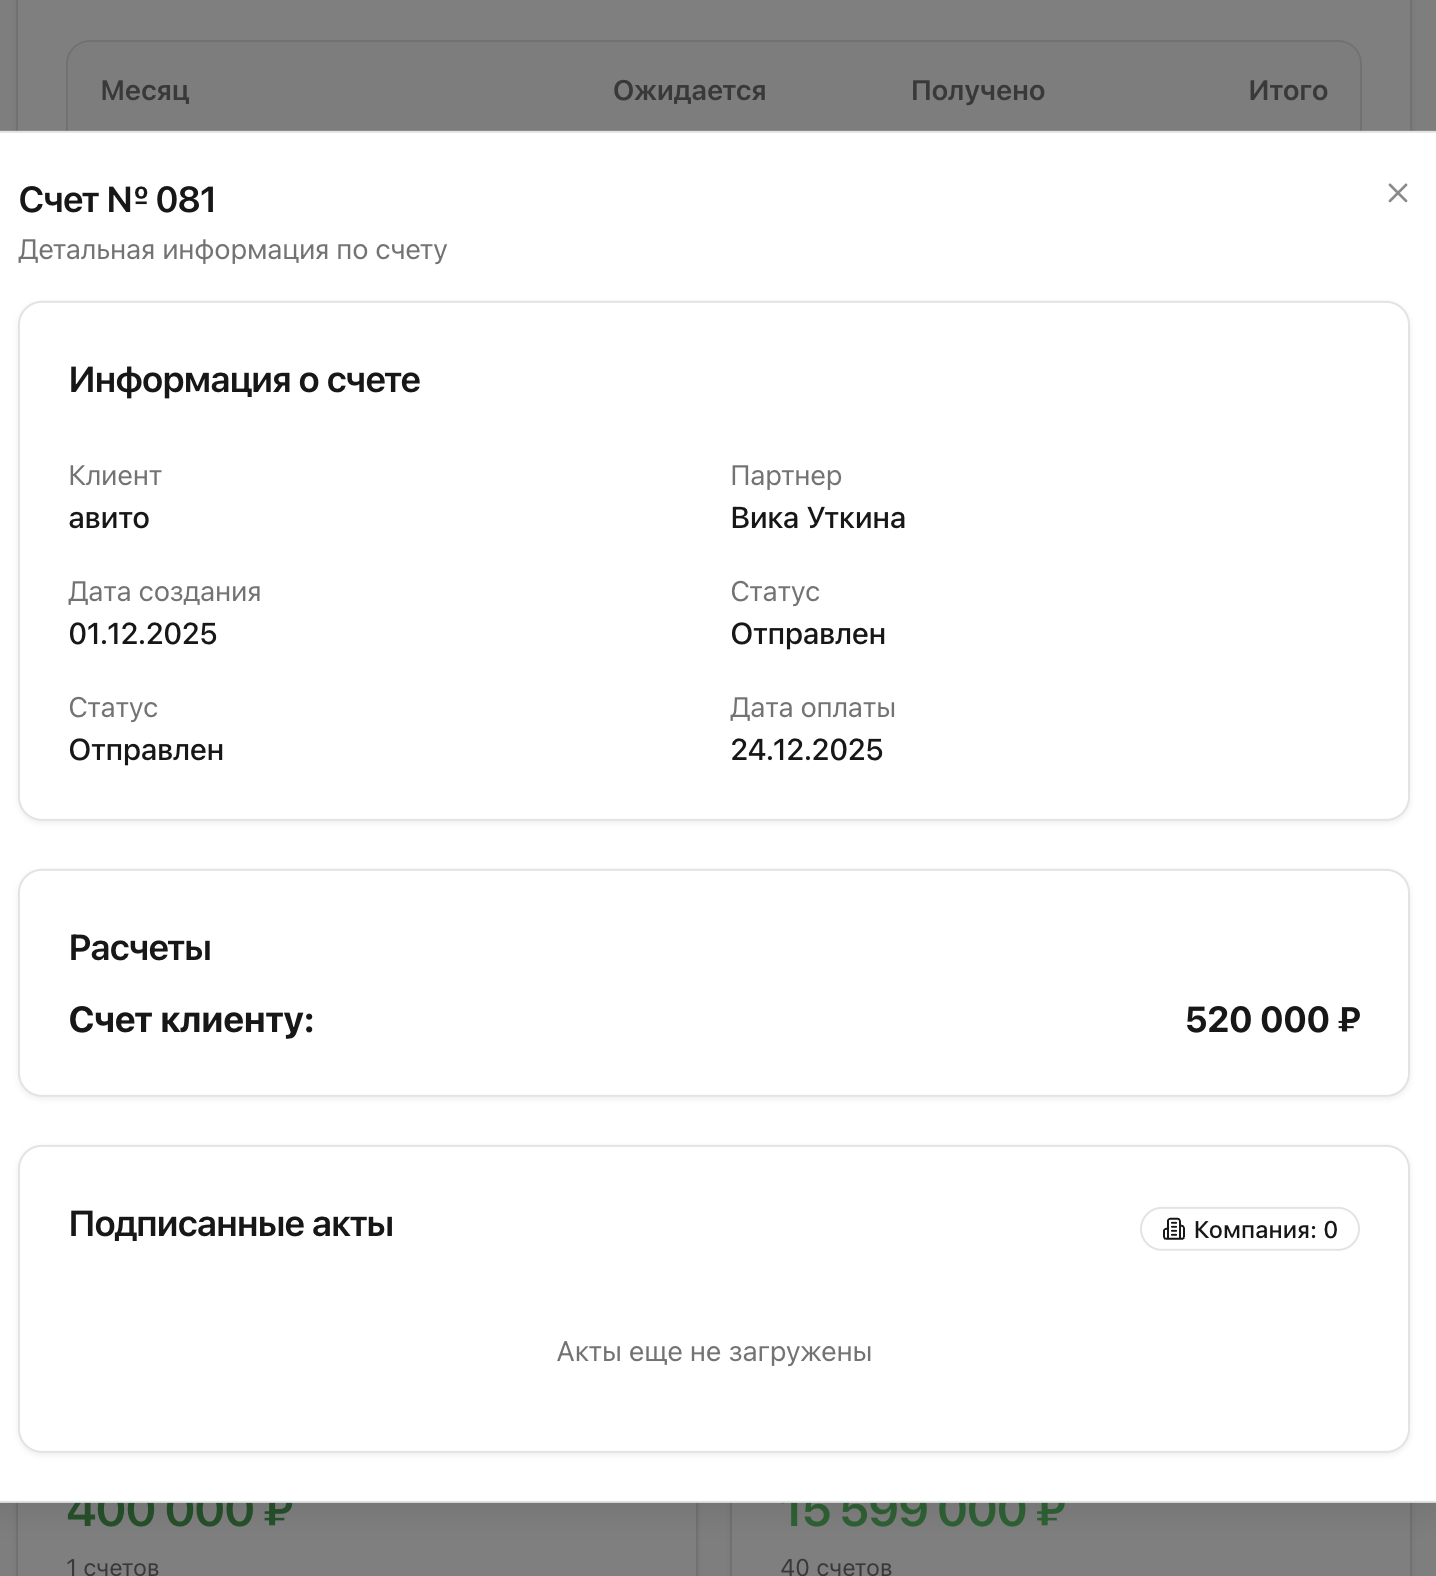 Месяц Ожидается Получено Итого
Счет № 081
Детальная информация по счету
Информация о счете
Клиент Партнер
авито Вика Уткина
Дата создания Статус
01.12.2025 Отправлен
Статус Дата оплаты
Отправлен 24.12.2025
Расчеты
Счет клиенту: 520 000 ₽
Подписанные акты Компания: 0
Акты еще не загружены
400 000 ₽ 15 599 000 ₽
1 счетов 40 счетов